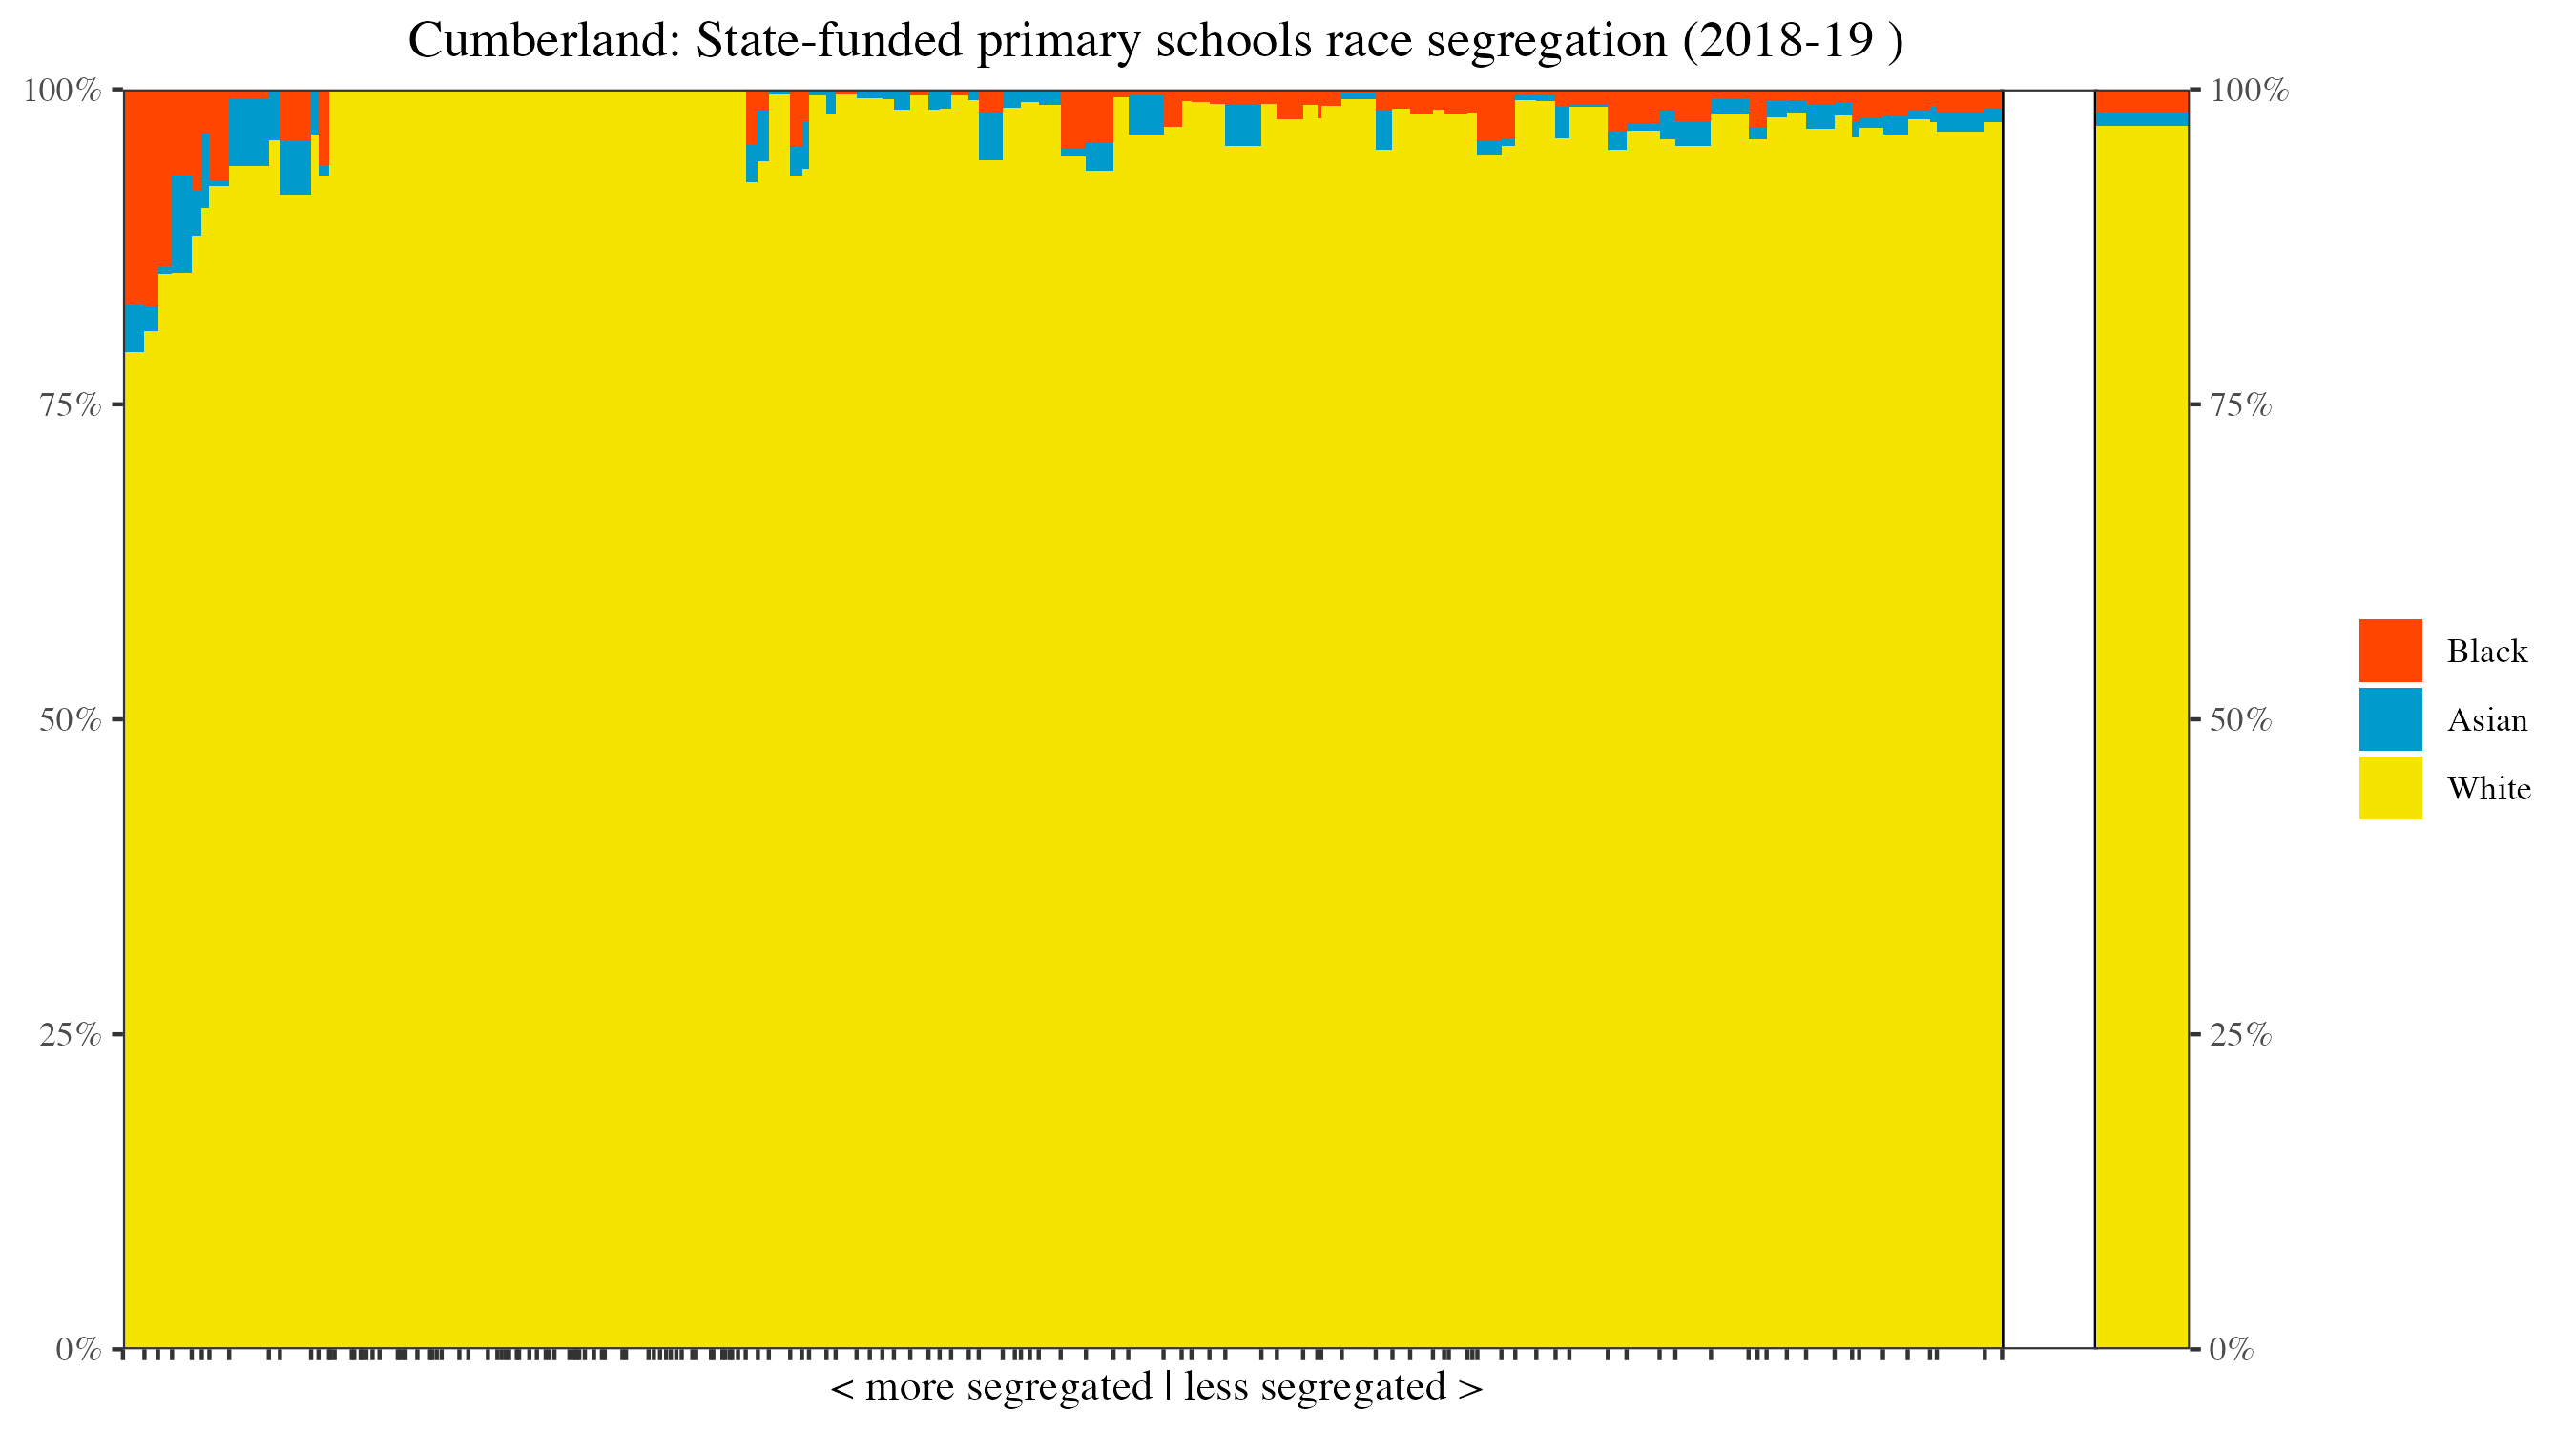 Cumberland: State-funded primary schools race segregation (2018-19 )
100%
75%
50%
25%
0%
100%
75%
50%
25%
0%
Black
Asian
White
< more segregated | less segregated >